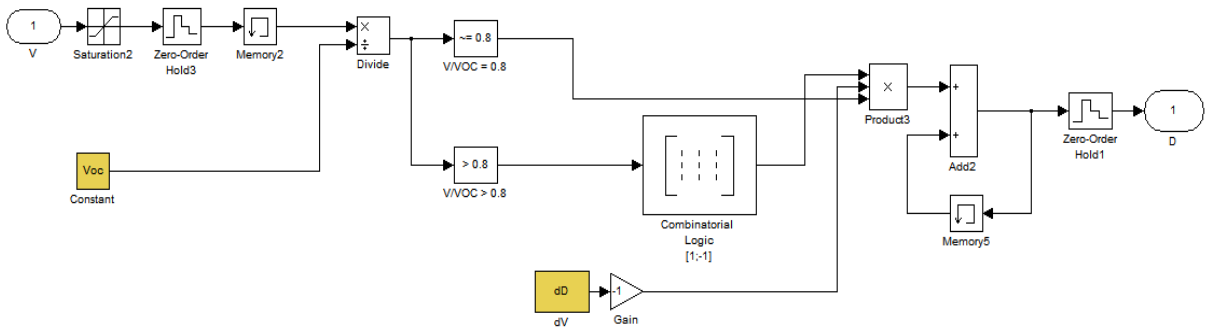 1
V
Saturation2
Zero-Order
Hold3
Memory2
×
÷
Divide
~= 0.8
V/VOC = 0.8
Voc
Constant
> 0.8
V/VOC > 0.8
Combinatorial
Logic
[1;-1]
dD
dV
-1
Gain
×
Product3
+
+
Add2
Memory5
Zero-Order
Hold1
1
D